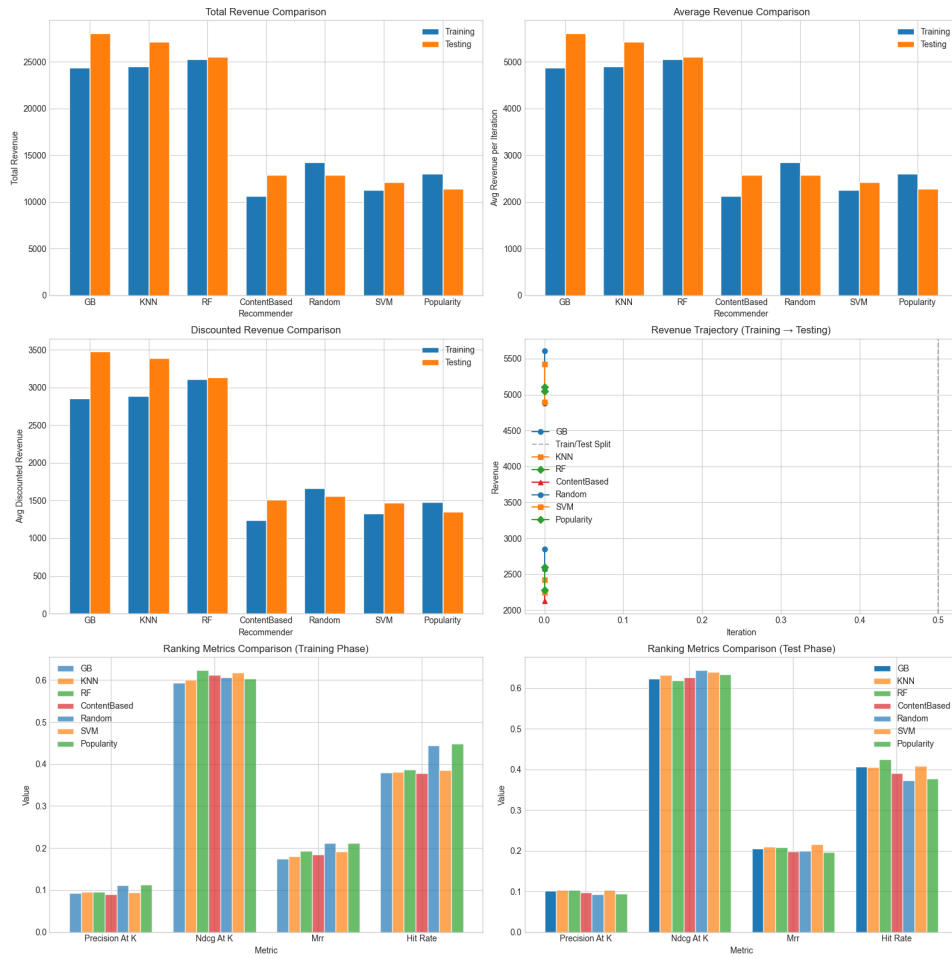 Total Revenue Comparison
Total Revenue
25000
20000
15000
10000
5000
0
Training
Testing
GB KNN RF ContentBased Random SVM Popularity
Recommender
Average Revenue Comparison
Avg Revenue per Iteration
5000
4000
3000
2000
1000
0
Training
Testing
GB KNN RF ContentBased Random SVM Popularity
Recommender
Discounted Revenue Comparison
Avg Discounted Revenue
3500
3000
2500
2000
1500
1000
500
0
Training
Testing
GB KNN RF ContentBased Random SVM Popularity
Recommender
Revenue Trajectory (Training → Testing)
Revenue
5500
5000
4500
4000
3500
3000
2500
2000
GB
Train/Test Split
KNN
RF
ContentBased
Random
SVM
Popularity
0.0 0.1 0.2 0.3 0.4 0.5
Iteration
Ranking Metrics Comparison (Training Phase)
Value
0.6
0.5
0.4
0.3
0.2
0.1
0.0
GB
KNN
RF
ContentBased
Random
SVM
Popularity
Precision At K Ndcg At K Mrr Hit Rate
Metric
Ranking Metrics Comparison (Test Phase)
Value
0.6
0.5
0.4
0.3
0.2
0.1
0.0
GB
KNN
RF
ContentBased
Random
SVM
Popularity
Precision At K Ndcg At K Mrr Hit Rate
Metric